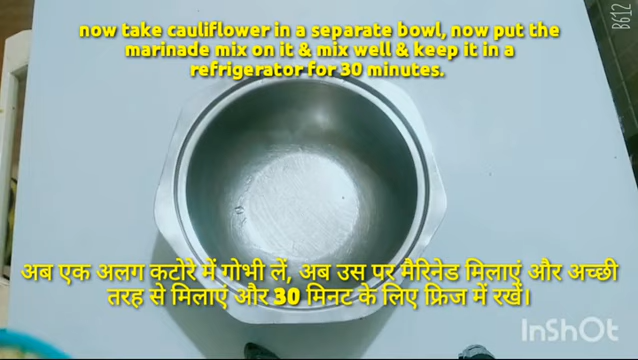 now take cauliflower in a separate bowl, now put the
marinade mix on it & mix well & keep it in a
refrigerator for 30 minutes.
B612
अब एक अलग कटोरे में गोभी लें, अब उस पर मैरिनेड मिलाएं और अच्छी
तरह से मिलाएं और 30 मिनट के लिए फ्रिज में रखें।
InShOt